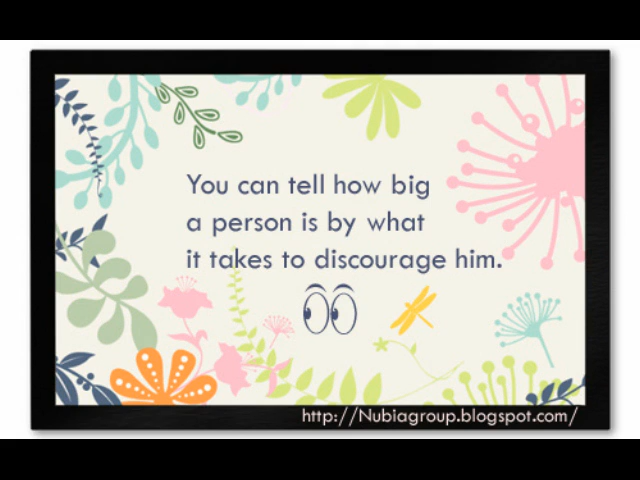 You can tell how big
a person is by what
it takes to discourage him.
http://Nubiagroup.blogspot.com/